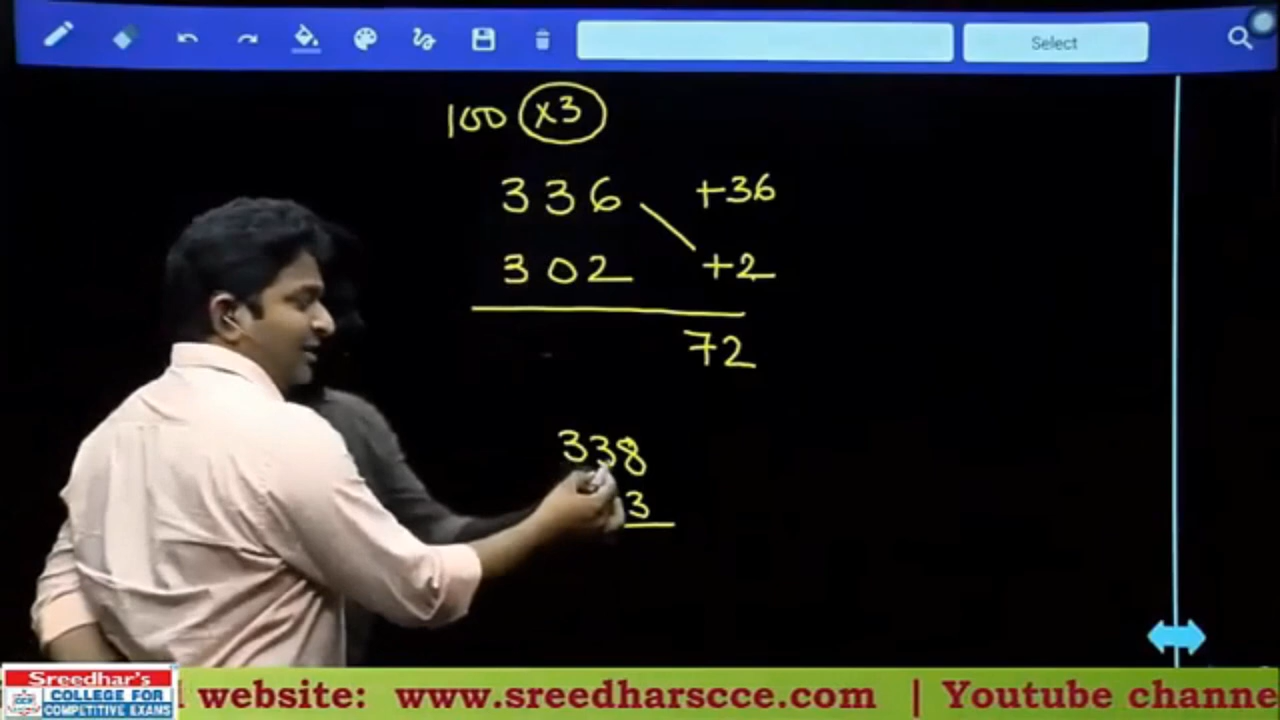 Select
100 ×3
336 +36
302 +2
72
338
3
Sreedhar's
COLLEGE FOR
COMPETITIVE EXAMS
website: www.sreedharscce.com | Youtube channe